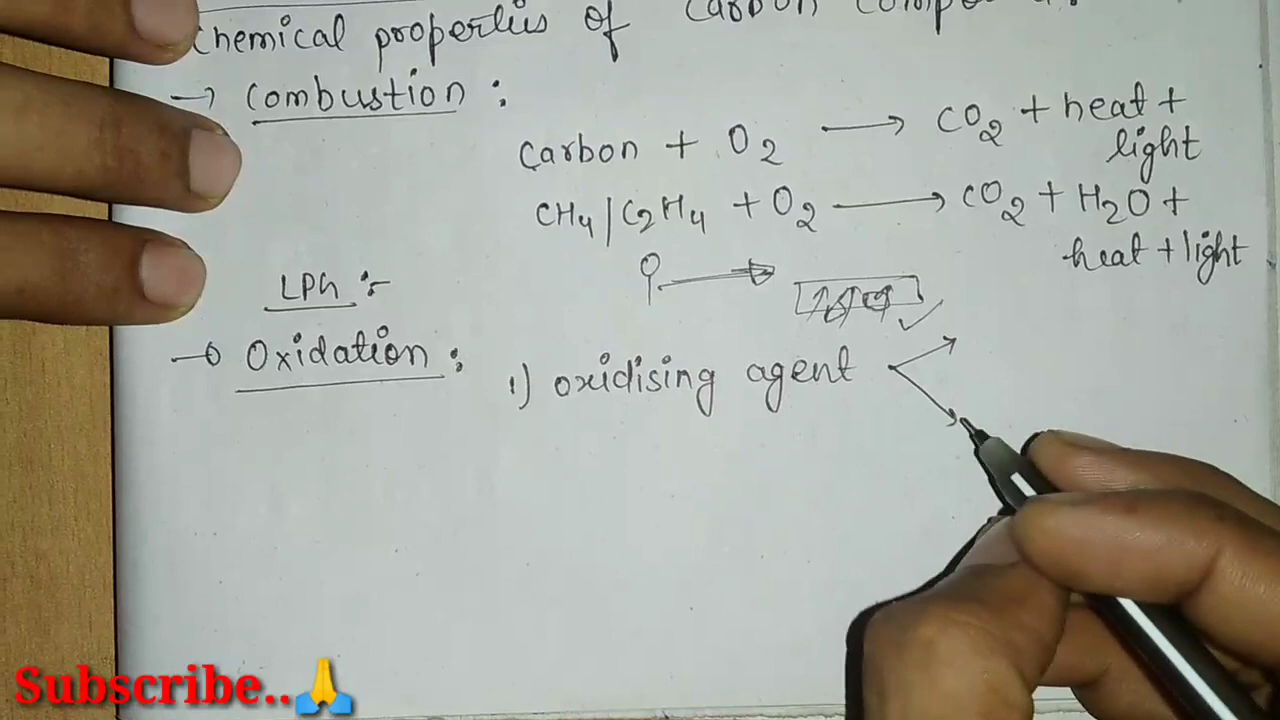 Chemical properties of Carbon
→ Combustion :
Carbon + O2 → CO2 + heat + light
CH4/C2H4 + O2 → CO2 + H2O + heat + light
LPG :-
→ Oxidation :
1) oxidising agent
Subscribe..🙏